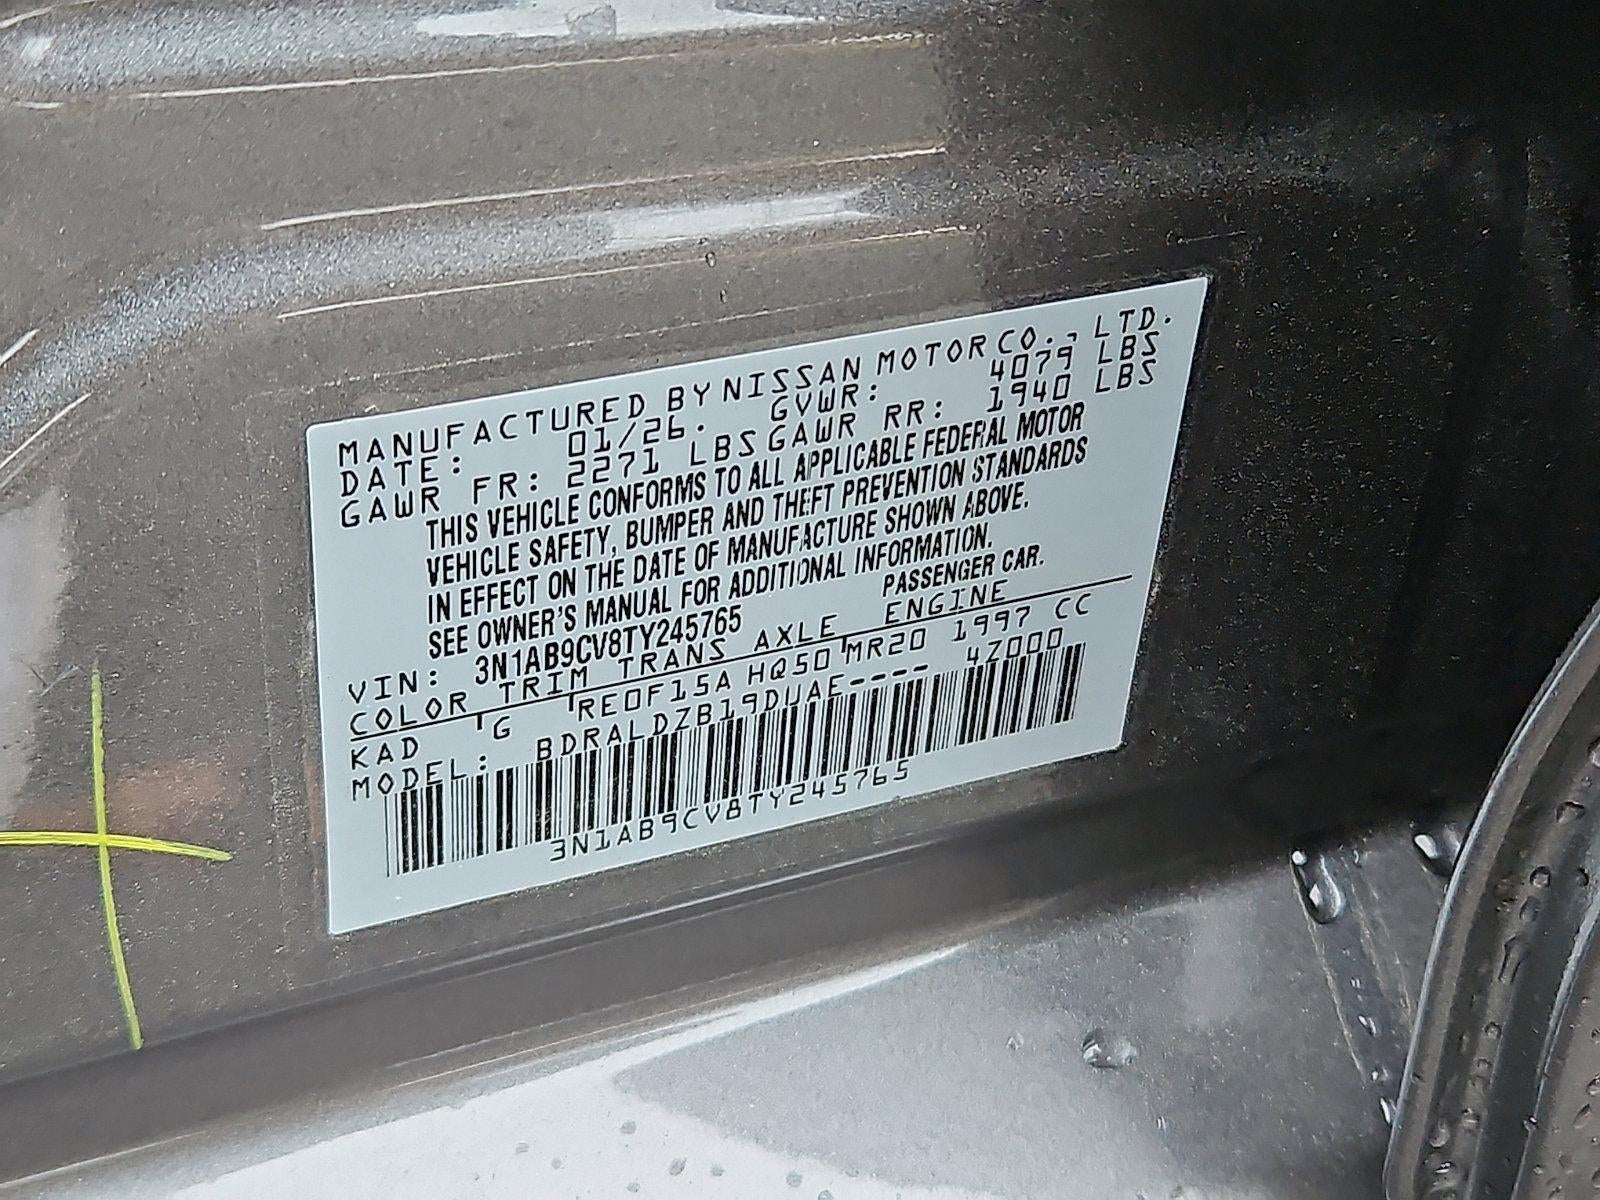 MANUFACTURED BY NISSAN MOTOR CO., LTD.
DATE: 01/26. GVWR: 4079 LBS
GAWR FR: 2271 LBS GAWR RR: 1940 LBS
THIS VEHICLE CONFORMS TO ALL APPLICABLE FEDERAL MOTOR
VEHICLE SAFETY, BUMPER AND THEFT PREVENTION STANDARDS
IN EFFECT ON THE DATE OF MANUFACTURE SHOWN ABOVE.
SEE OWNER'S MANUAL FOR ADDITIONAL INFORMATION.
VIN: 3N1AB9CV8TY245765 PASSENGER CAR.
COLOR TRIM TRANS AXLE ENGINE
KAD G RE0F15A HQ50 MR20 1997 CC
MODEL: BDRALDZB19DUAE---- 4Z000
3N1AB9CV8TY245765